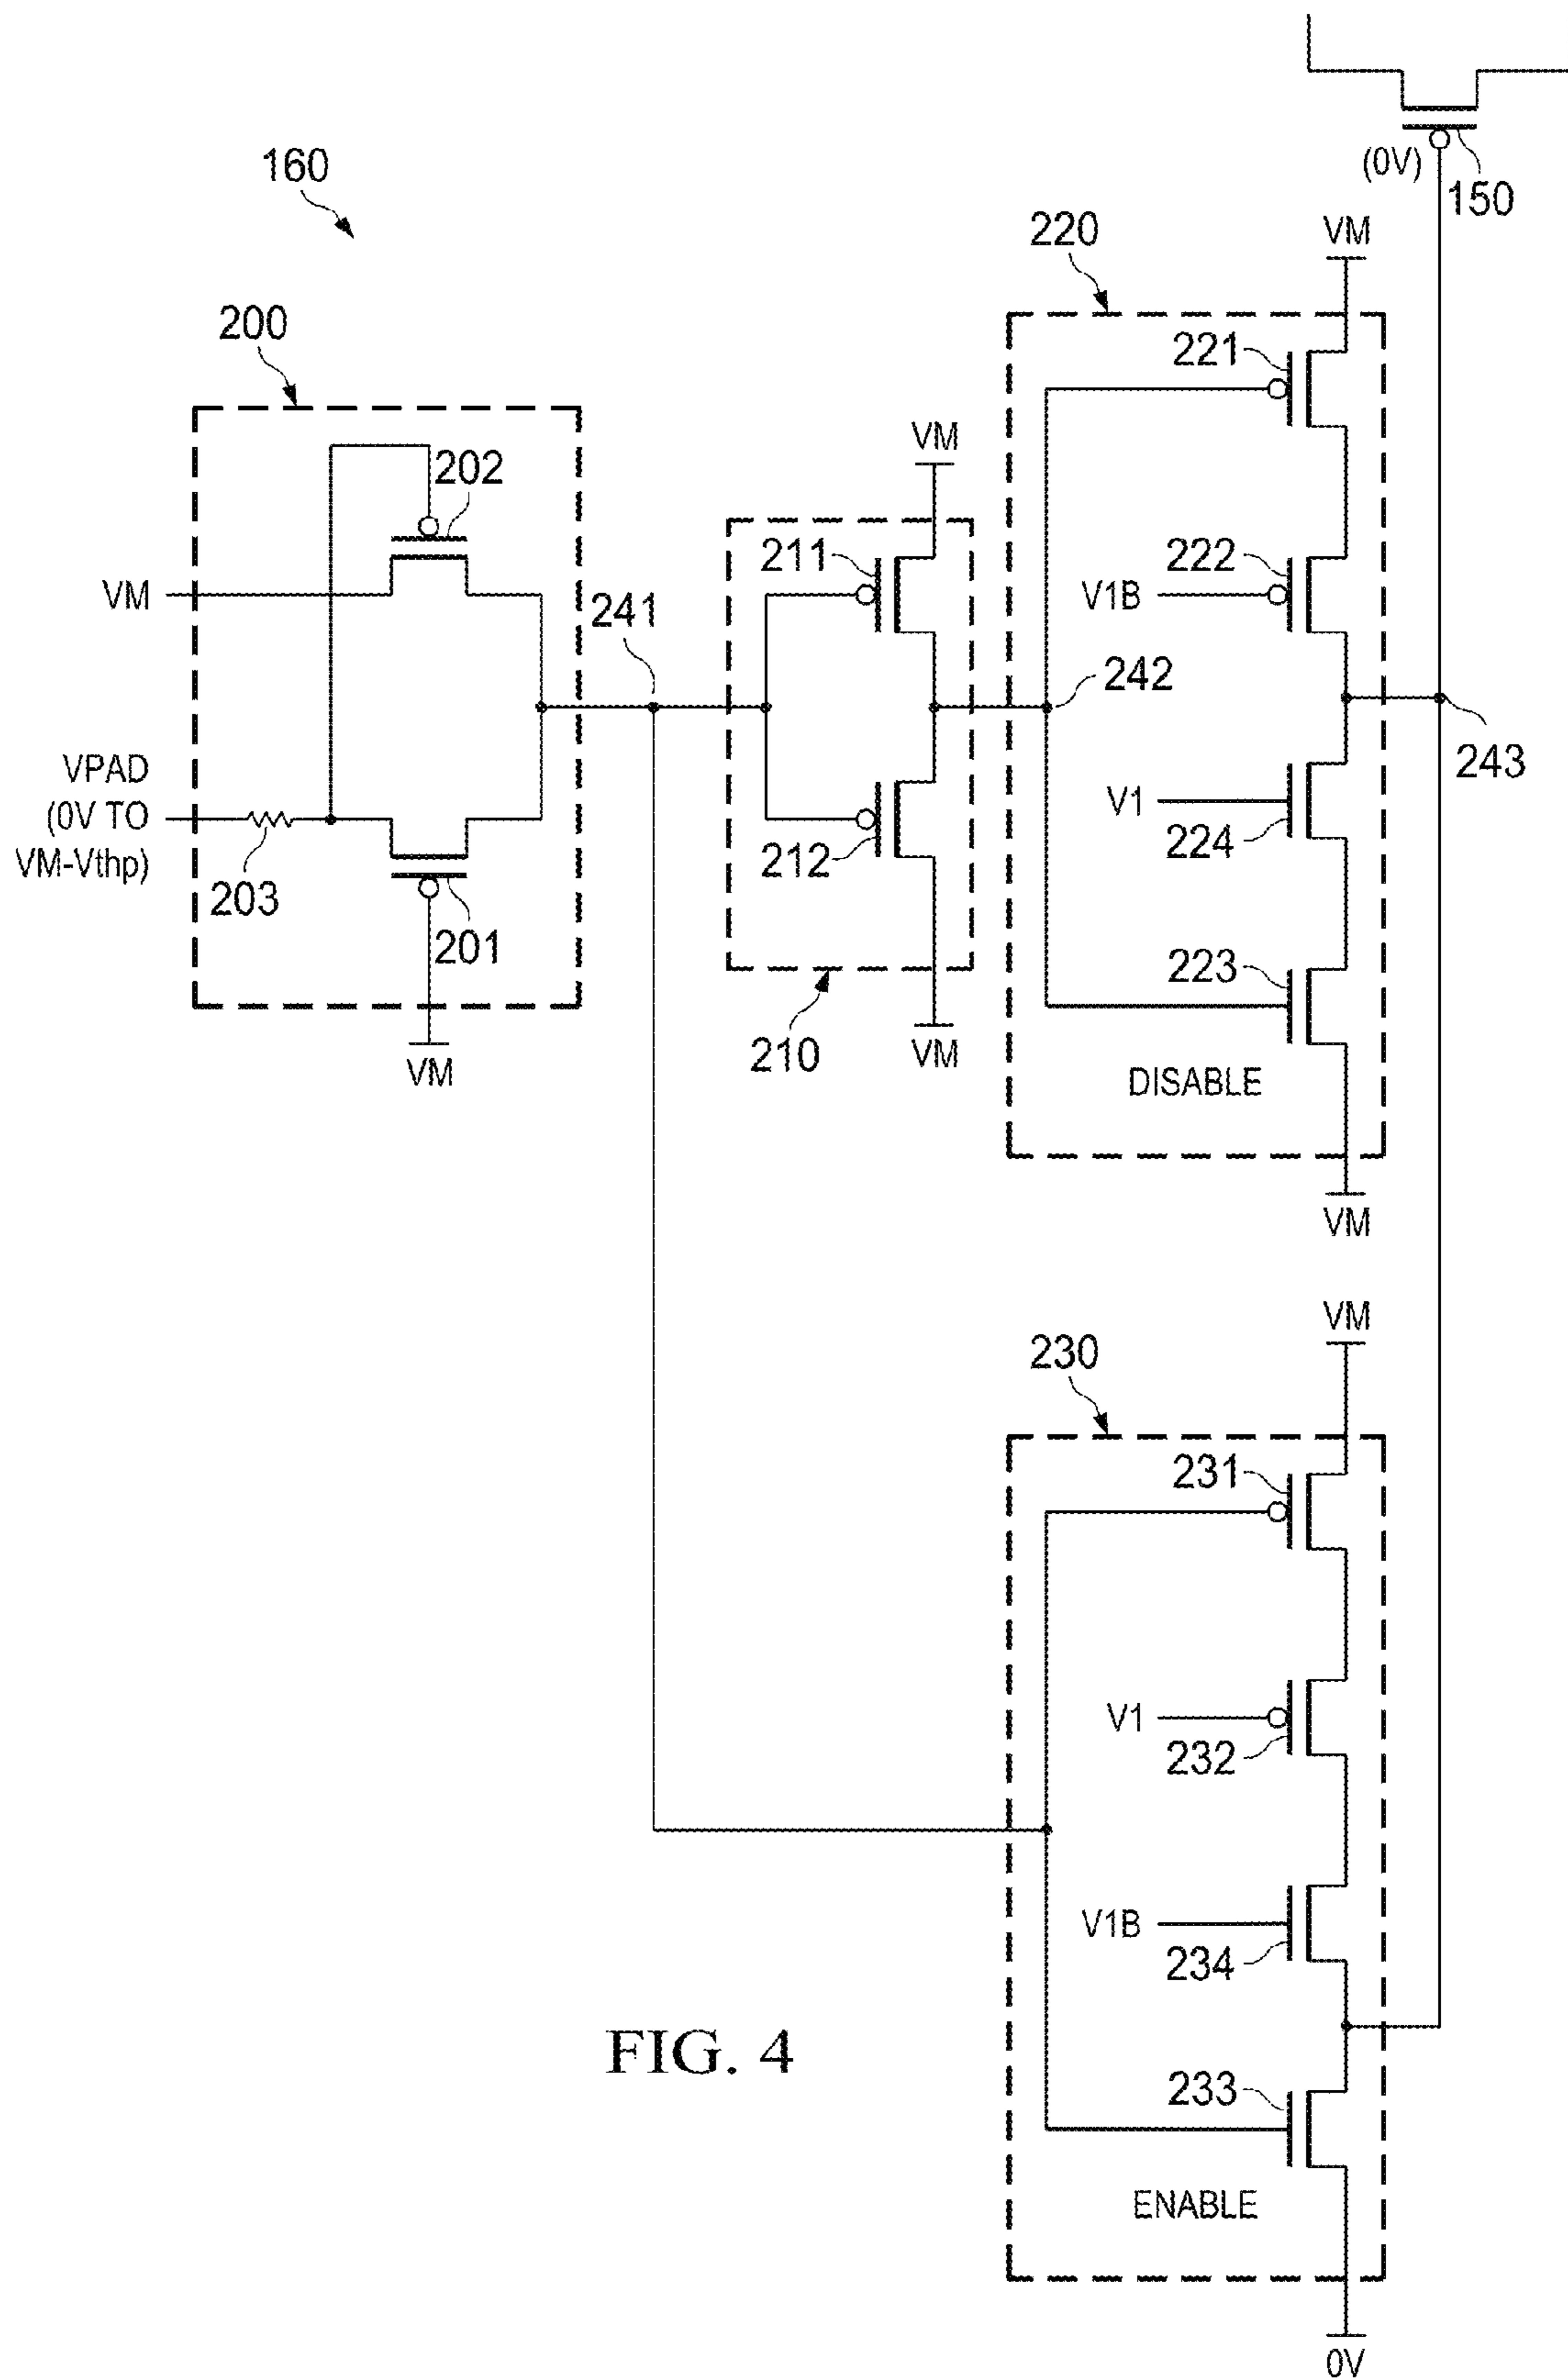 160
(0V)
150
200
220
VM
221
202
VM
211
222
VM
241
V1B
242
VPAD
(0V TO
VM-Vthp)
243
V1
224
212
203
201
223
210
VM
VM
DISABLE
VM
VM
230
231
V1
232
V1B
234
FIG. 4
233
ENABLE
0V